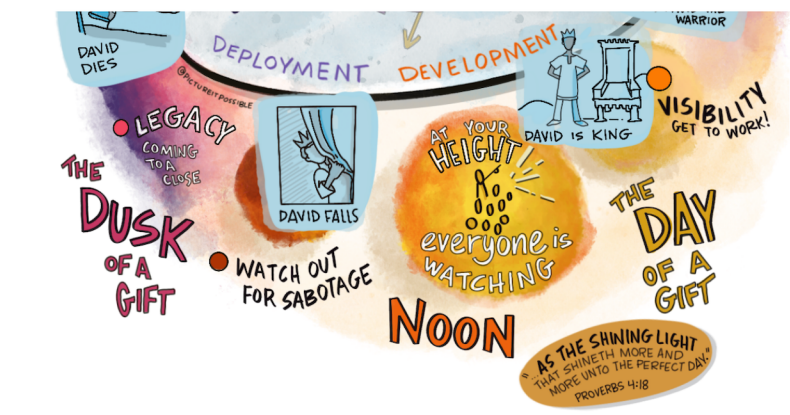 THE
WARRIOR
DAVID
DIES
DEPLOYMENT
DEVELOPMENT
@PICTUREITPOSSIBLE
LEGACY
COMING
TO A
CLOSE
DAVID FALLS
AT YOUR
HEIGHT
everyone is
WATCHING
DAVID IS KING
VISIBILITY
GET TO WORK!
THE
DUSK
OF A
GIFT
WATCH OUT
FOR SABOTAGE
NOON
THE
DAY
OF A
GIFT
"...AS THE SHINING LIGHT
THAT SHINETH MORE AND
MORE UNTO THE PERFECT DAY."
PROVERBS 4:18